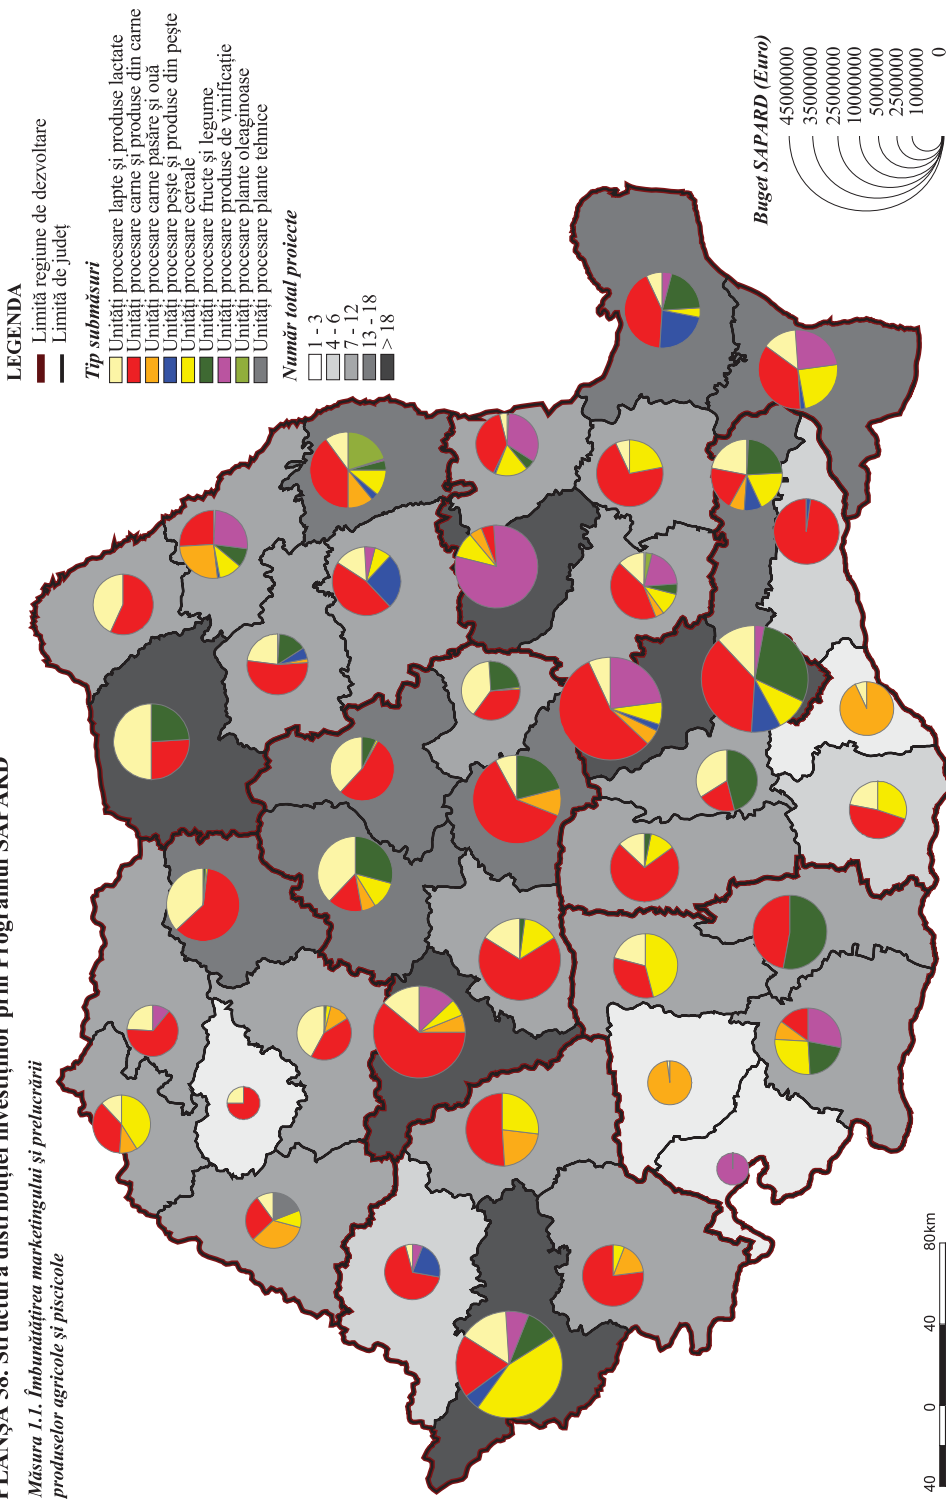 PLANȘA 58. Structura distribuției investițiilor prin Programul SAPARD
Măsura 1.1. Îmbunătățirea marketingului și prelucrării
produselor agricole și piscicole
LEGENDA
Limită regiune de dezvoltare
Limită de județ
Tip submăsuri
Unități procesare lapte și produse lactate
Unități procesare carne și produse din carne
Unități procesare carne pasăre și ouă
Unități procesare pește și produse din pește
Unități procesare cereale
Unități procesare fructe și legume
Unități procesare produse de vinificație
Unități procesare plante oleaginoase
Unități procesare plante tehnice
Număr total proiecte
1 - 3
4 - 6
7 - 12
13 - 18
> 18
Buget SAPARD (Euro)
45000000
35000000
25000000
10000000
5000000
2500000
1000000
0
40 0 40 80km